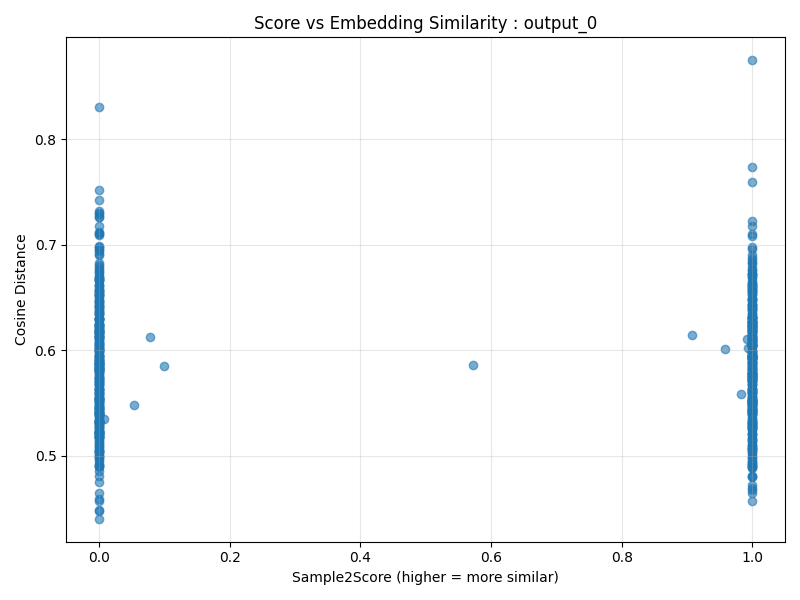 Score vs Embedding Similarity : output_0
Cosine Distance
0.8
0.7
0.6
0.5
0.0 0.2 0.4 0.6 0.8 1.0
Sample2Score (higher = more similar)